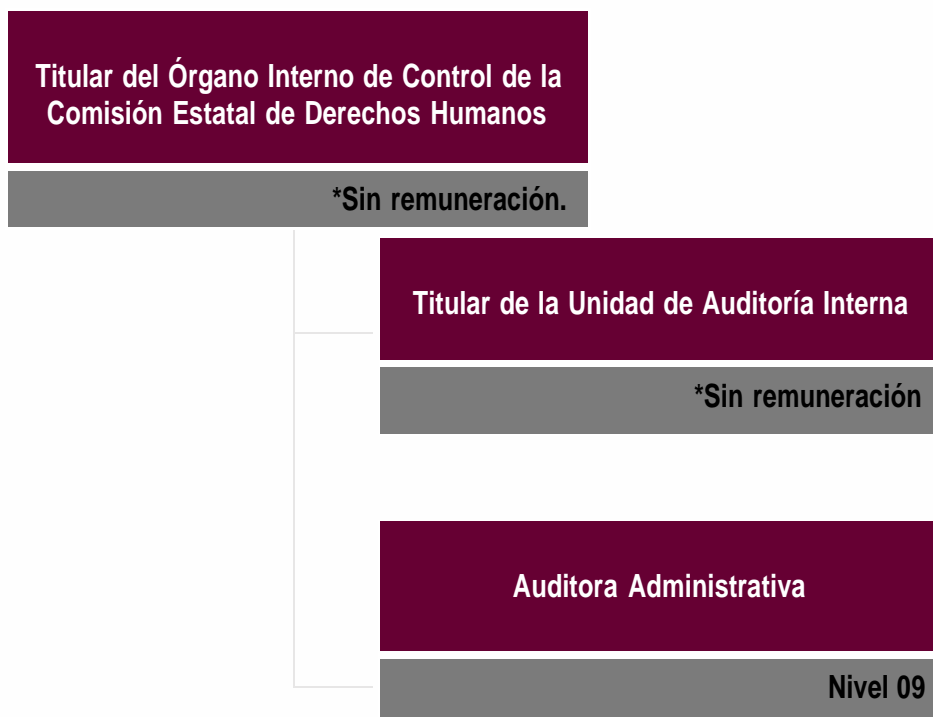 Titular del Órgano Interno de Control de la
Comisión Estatal de Derechos Humanos
*Sin remuneración.
Titular de la Unidad de Auditoría Interna
*Sin remuneración
Auditora Administrativa
Nivel 09